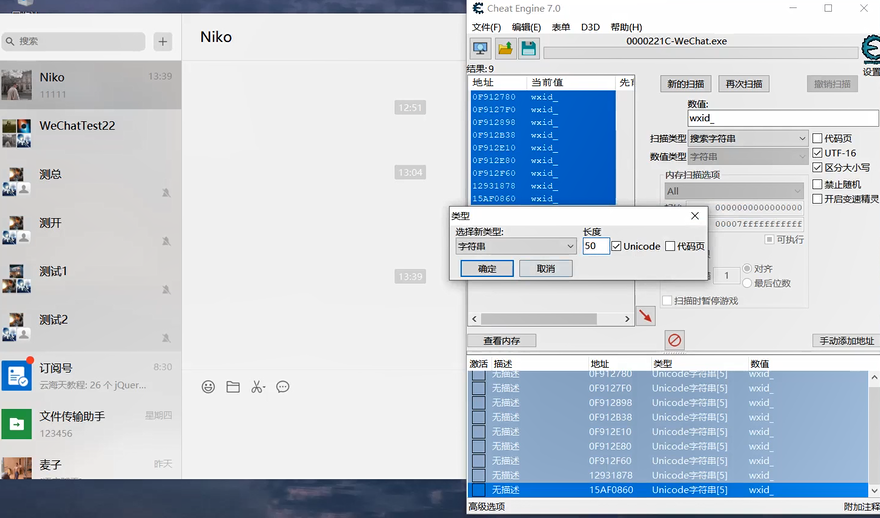 搜索
Niko
13:39
11111
WeChatTest22
测总
测开
测试1
测试2
订阅号
8:30
云海天教程: 26 个 jQuer...
文件传输助手
星期四
123456
麦子
昨天
Niko
12:51
13:04
13:39
Cheat Engine 7.0
文件(F) 编辑(E) 表单 D3D 帮助(H)
0000221C-WeChat.exe
设置
结果: 9
地址 当前值
0F912780 wxid_
0F9127F0 wxid_
0F912898 wxid_
0F912B38 wxid_
0F912E10 wxid_
0F912E80 wxid_
0F912F60 wxid_
12931878 wxid_
15AF0860 wxid_
新的扫描 再次扫描 撤销扫描
数值:
wxid_
扫描类型 搜索字符串 代码页
数值类型 字符串 UTF-16
区分大小写
内存扫描选项
All
禁止随机
开启变速精灵
0000000000000000
00007fffffffffff
可执行
1
对齐
最后位数
扫描时暂停游戏
类型
选择新类型: 长度
字符串 50 Unicode 代码页
确定 取消
查看内存
手动添加地址
激活 描述 地址 类型 数值
无描述 0F912780 Unicode字符串[5] wxid_
无描述 0F9127F0 Unicode字符串[5] wxid_
无描述 0F912898 Unicode字符串[5] wxid_
无描述 0F912B38 Unicode字符串[5] wxid_
无描述 0F912E10 Unicode字符串[5] wxid_
无描述 0F912E80 Unicode字符串[5] wxid_
无描述 0F912F60 Unicode字符串[5] wxid_
无描述 12931878 Unicode字符串[5] wxid_
无描述 15AF0860 Unicode字符串[5] wxid_
高级选项 附加注释